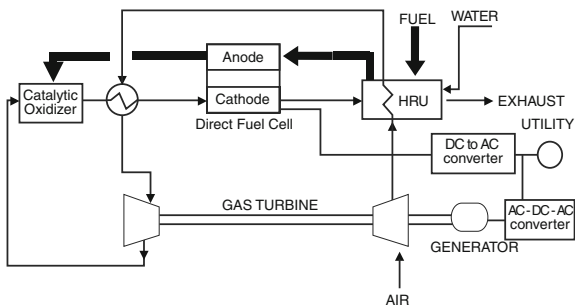 FUEL
WATER
Anode
Catalytic
Oxidizer
Cathode
HRU
EXHAUST
Direct Fuel Cell
UTILITY
DC to AC
converter
GAS TURBINE
AC-DC-AC
converter
GENERATOR
AIR